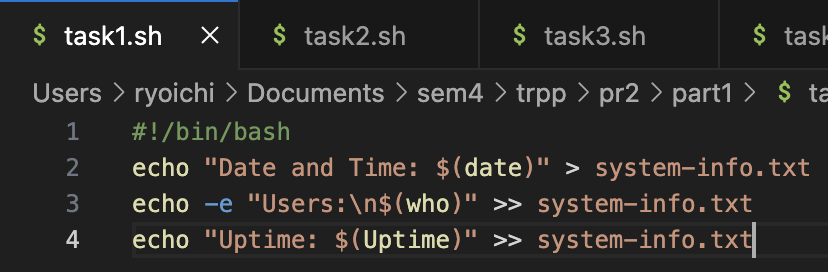 $ task1.sh × $ task2.sh $ task3.sh $ task
Users > ryoichi > Documents > sem4 > trpp > pr2 > part1 > $ ta
1 #!/bin/bash
2 echo "Date and Time: $(date)" > system-info.txt
3 echo -e "Users:\n$(who)" >> system-info.txt
4 echo "Uptime: $(Uptime)" >> system-info.txt